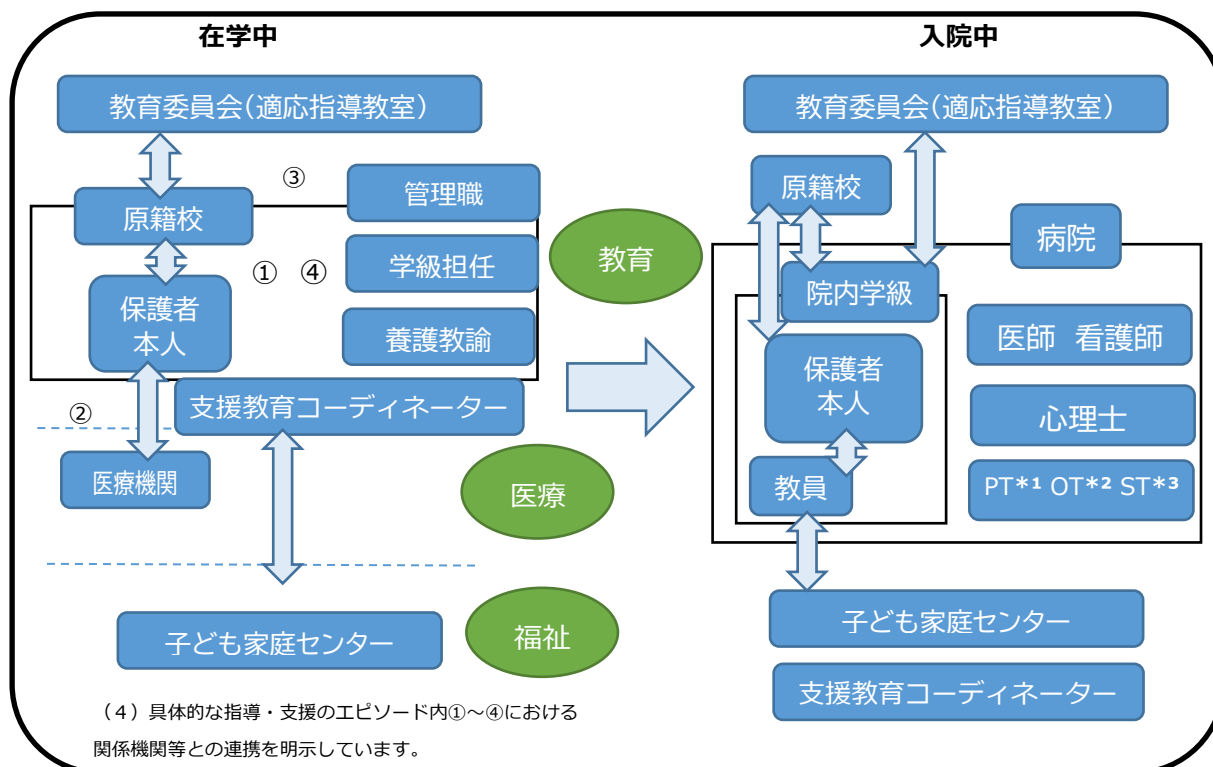 在学中
教育委員会(適応指導教室)
③
管理職
原籍校
① ④
学級担任
保護者
本人
養護教諭
②
支援教育コーディネーター
医療機関
子ども家庭センター
(4)具体的な指導・支援のエピソード内①～④における
関係機関等との連携を明示しています。
教育
医療
福祉
入院中
教育委員会(適応指導教室)
原籍校
病院
院内学級
医師 看護師
保護者
本人
心理士
教員
PT*1 OT*2 ST*3
子ども家庭センター
支援教育コーディネーター